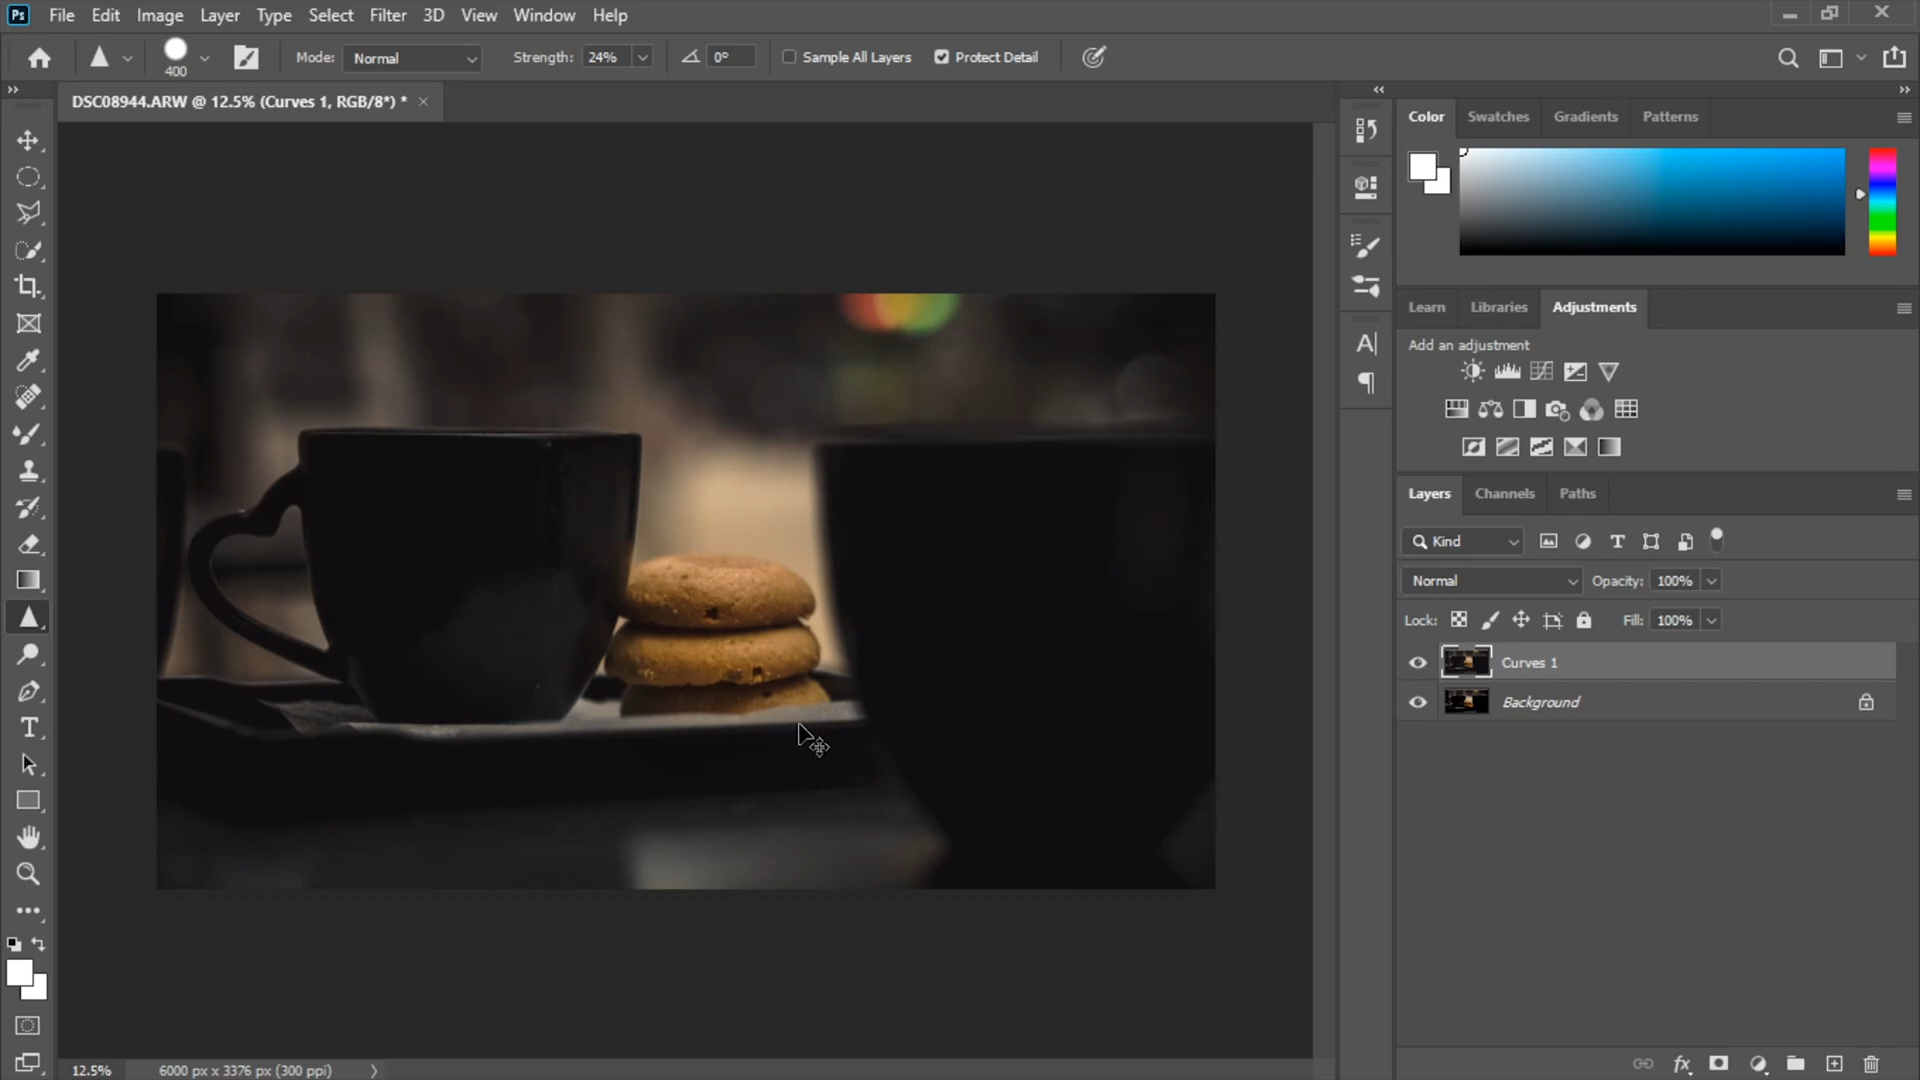 Ps File Edit Image Layer Type Select Filter 3D View Window Help
400 Mode: Normal Strength: 24% 0° Sample All Layers Protect Detail
DSC08944.ARW @ 12.5% (Curves 1, RGB/8*) * ×
Color Swatches Gradients Patterns
Learn Libraries Adjustments
Add an adjustment
Layers Channels Paths
Kind
Normal Opacity: 100%
Lock: Fill: 100%
Curves 1
Background
12.5% 6000 px x 3376 px (300 ppi)